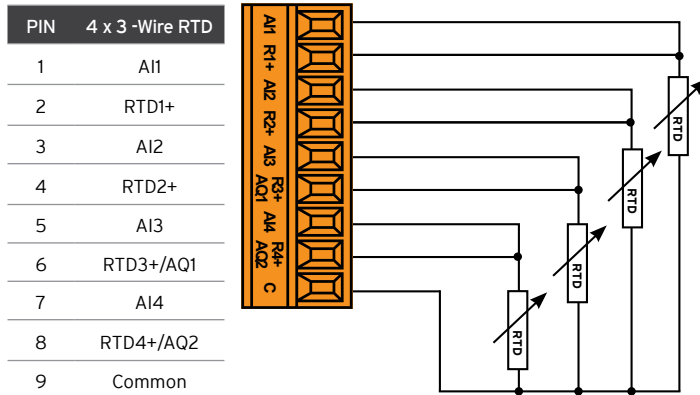 PIN 4 x 3 -Wire RTD
1 AI1
2 RTD1+
3 AI2
4 RTD2+
5 AI3
6 RTD3+/AQ1
7 AI4
8 RTD4+/AQ2
9 Common
AI1
R1+
AI2
R2+
AI3
R3+
AQ1
AI4
R4+
AQ2
C
RTD
RTD
RTD
RTD